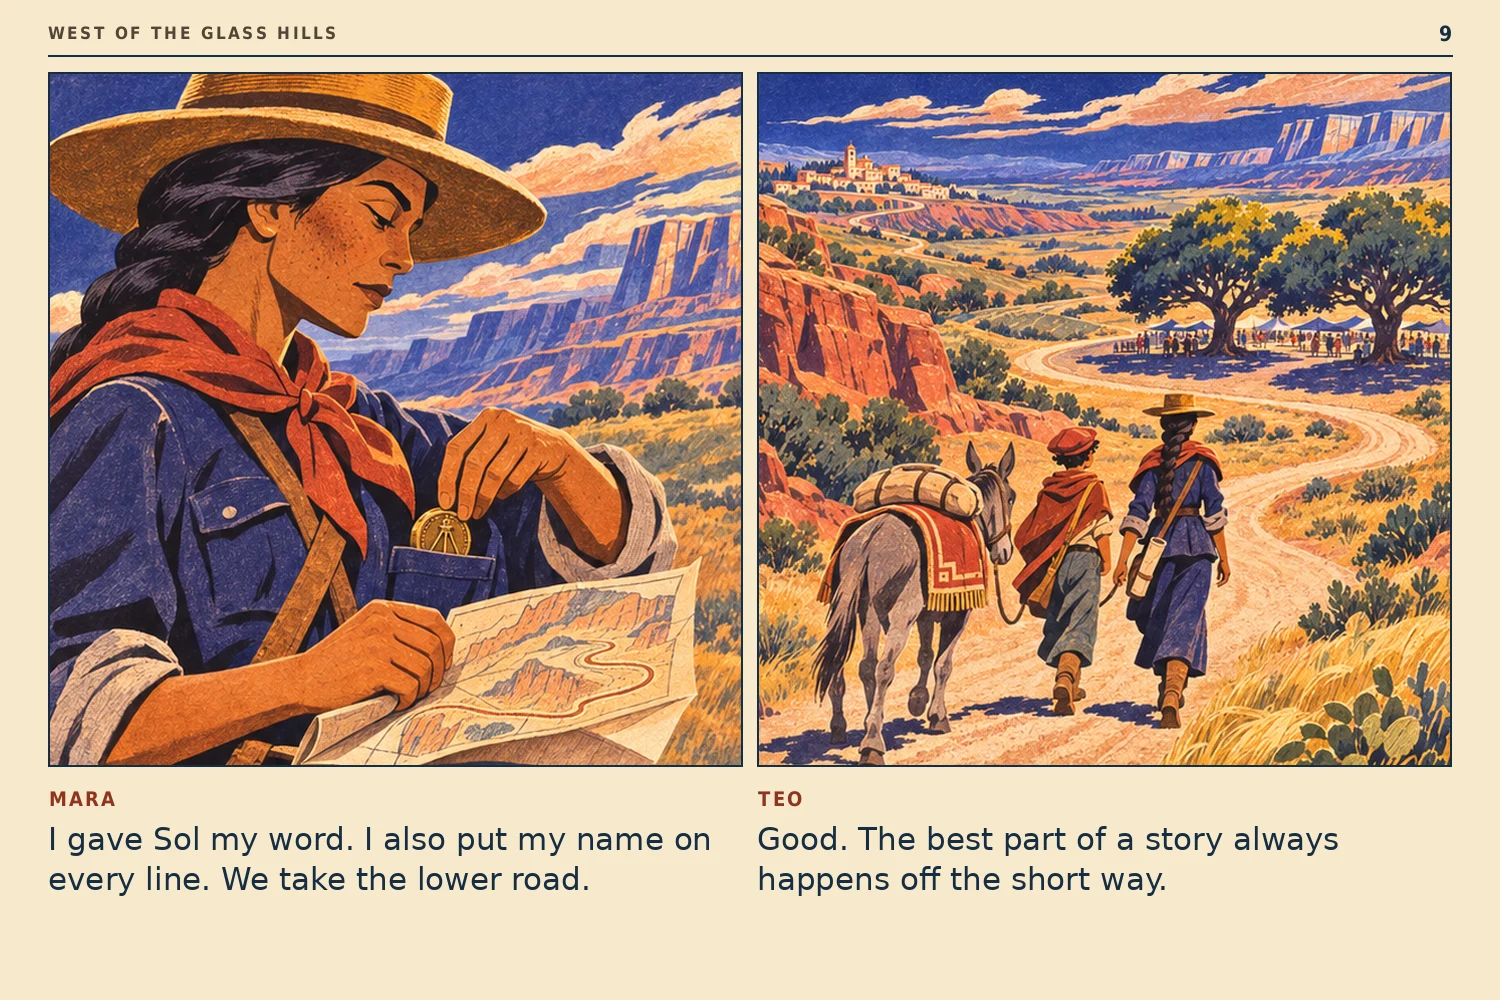 WEST OF THE GLASS HILLS
9
MARA
I gave Sol my word. I also put my name on
every line. We take the lower road.
TEO
Good. The best part of a story always
happens off the short way.